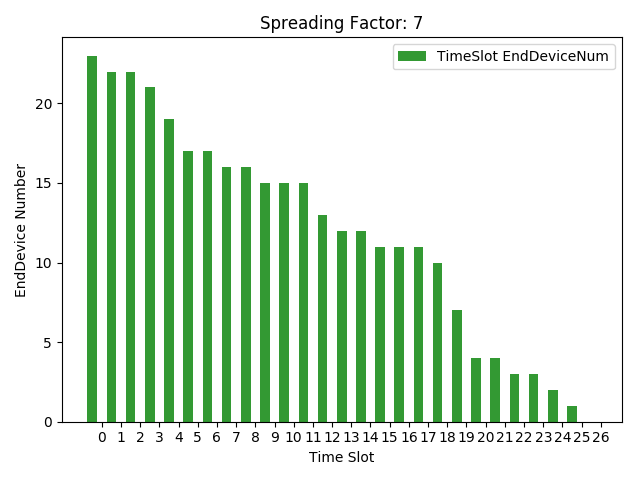 Spreading Factor: 7
TimeSlot EndDeviceNum
EndDevice Number
20
15
10
5
0
0 1 2 3 4 5 6 7 8 9 10 11 12 13 14 15 16 17 18 19 20 21 22 23 24 25 26
Time Slot